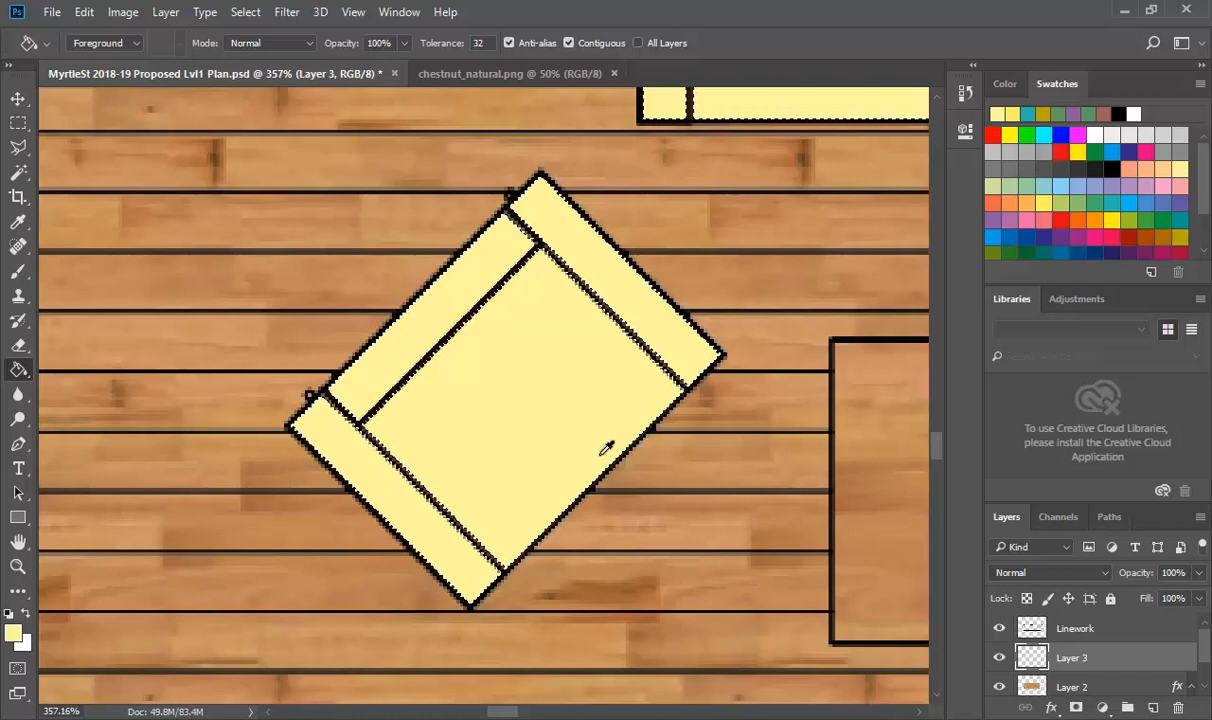 Ps File Edit Image Layer Type Select Filter 3D View Window Help
Foreground Mode: Normal Opacity: 100% Tolerance: 32 Anti-alias Contiguous All Layers
MyrtleSt 2018-19 Proposed Lvl1 Plan.psd @ 357% (Layer 3, RGB/8) * chestnut_natural.png @ 50% (RGB/8)
Color Swatches
Libraries Adjustments
To use Creative Cloud Libraries,
please install the Creative Cloud
Application
Layers Channels Paths
Kind
Normal Opacity: 100%
Lock: Fill: 100%
Linework
Layer 3
Layer 2 fx
fx
357.16% Doc: 49.8M/83.4M